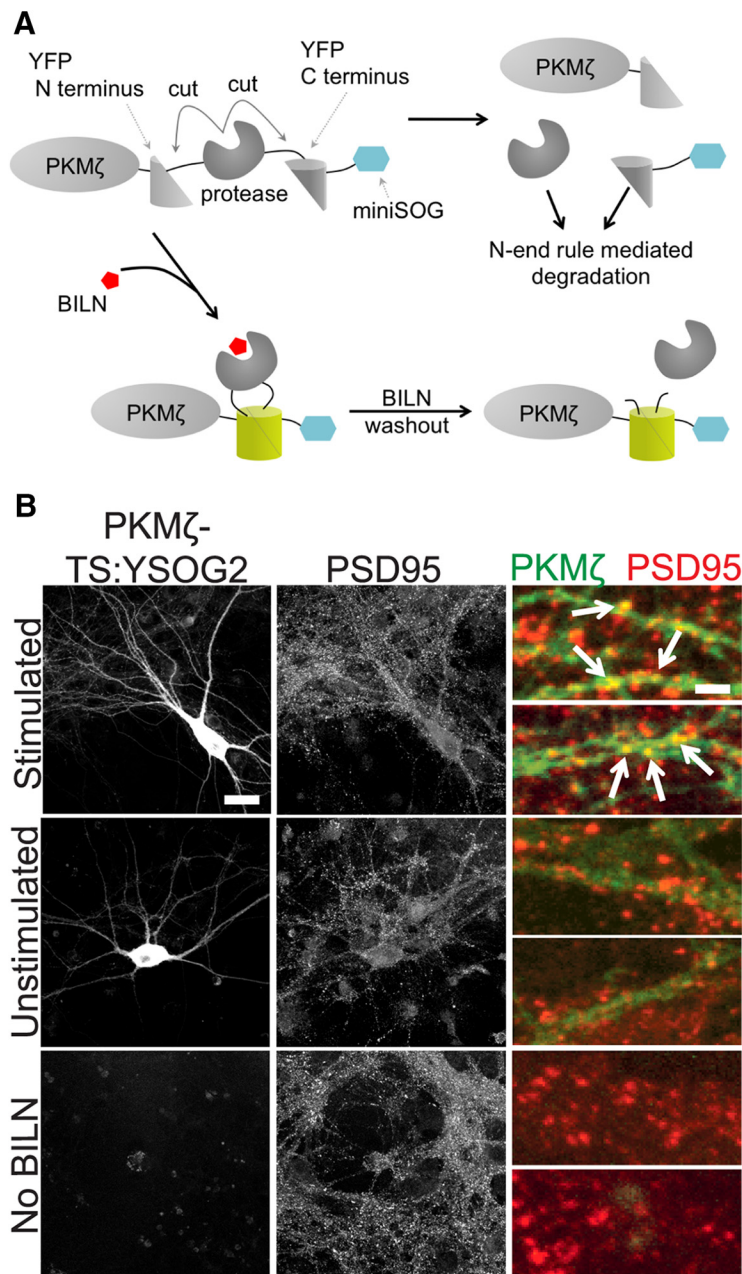 A
YFP
N terminus
cut
cut
YFP
C terminus
PKMζ
protease
miniSOG
PKMζ
N-end rule mediated
degradation
BILN
PKMζ
BILN
washout
PKMζ
B
PKMζ-
TS:YSOG2
PSD95
PKMζ PSD95
Stimulated
Unstimulated
No BILN